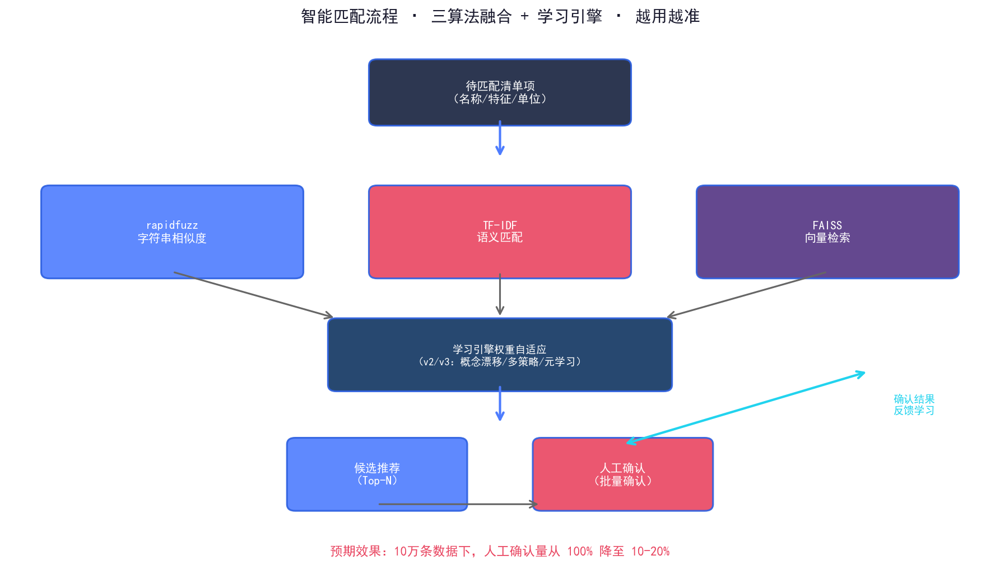 智能匹配流程 · 三算法融合 + 学习引擎 · 越用越准
待匹配清单项
（名称/特征/单位）
rapidfuzz
字符串相似度
TF-IDF
语义匹配
FAISS
向量检索
学习引擎权重自适应
（v2/v3：概念漂移/多策略/元学习）
确认结果
反馈学习
候选推荐
（Top-N）
人工确认
（批量确认）
预期效果：10万条数据下，人工确认量从 100% 降至 10-20%